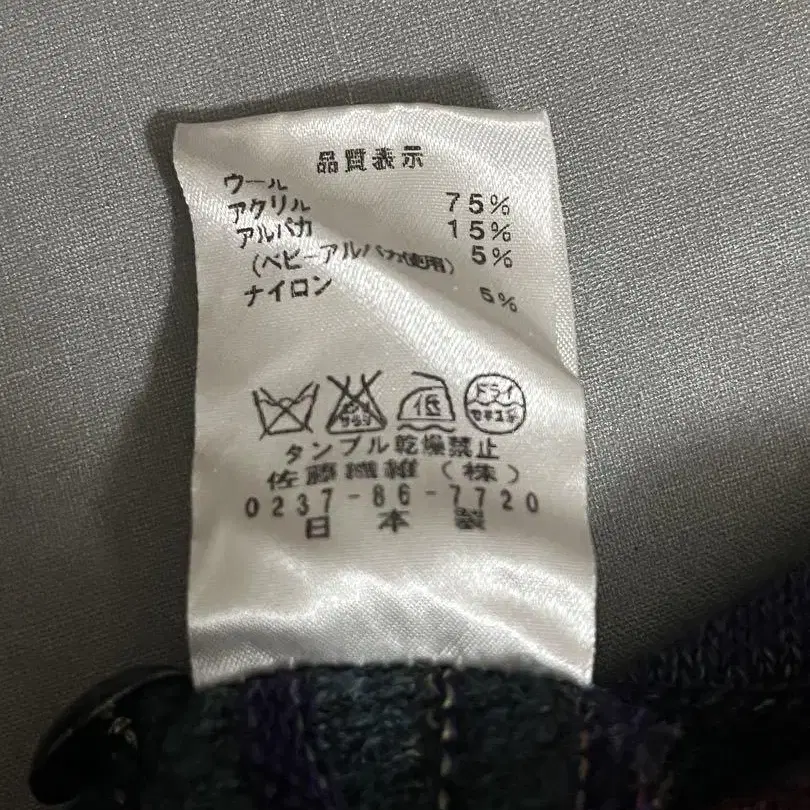 品質表示
ウール 75%
アクリル 15%
アルパカ 5%
(ベビーアルパカ使用)
ナイロン 5%
低
ドライ
セキユ系
タンブル乾燥禁止
佐藤繊維(株)
0237-86-7720
日本製